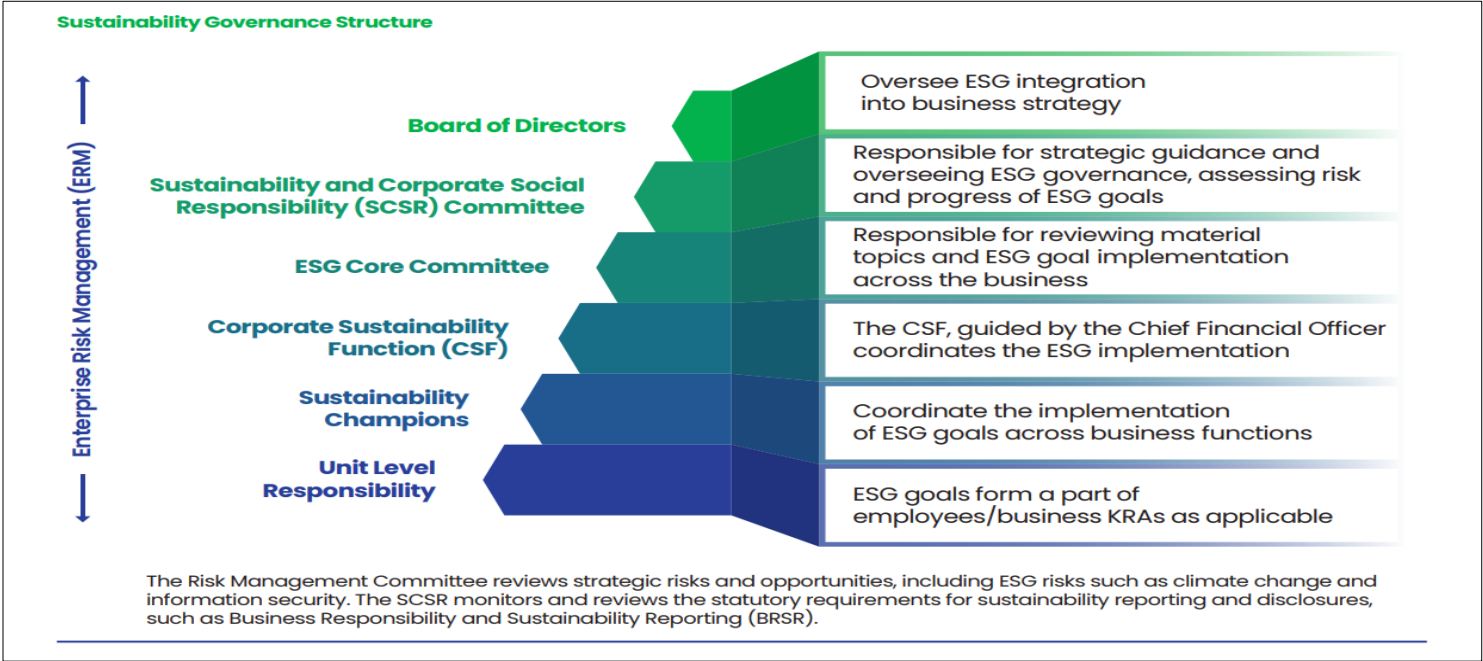 Sustainability Governance Structure
Enterprise Risk Management (ERM)
Board of Directors
Oversee ESG integration
into business strategy
Sustainability and Corporate Social
Responsibility (SCSR) Committee
Responsible for strategic guidance and
overseeing ESG governance, assessing risk
and progress of ESG goals
ESG Core Committee
Responsible for reviewing material
topics and ESG goal implementation
across the business
Corporate Sustainability
Function (CSF)
The CSF, guided by the Chief Financial Officer
coordinates the ESG implementation
Sustainability
Champions
Coordinate the implementation
of ESG goals across business functions
Unit Level
Responsibility
ESG goals form a part of
employees/business KRAs as applicable
The Risk Management Committee reviews strategic risks and opportunities, including ESG risks such as climate change and
information security. The SCSR monitors and reviews the statutory requirements for sustainability reporting and disclosures,
such as Business Responsibility and Sustainability Reporting (BRSR).